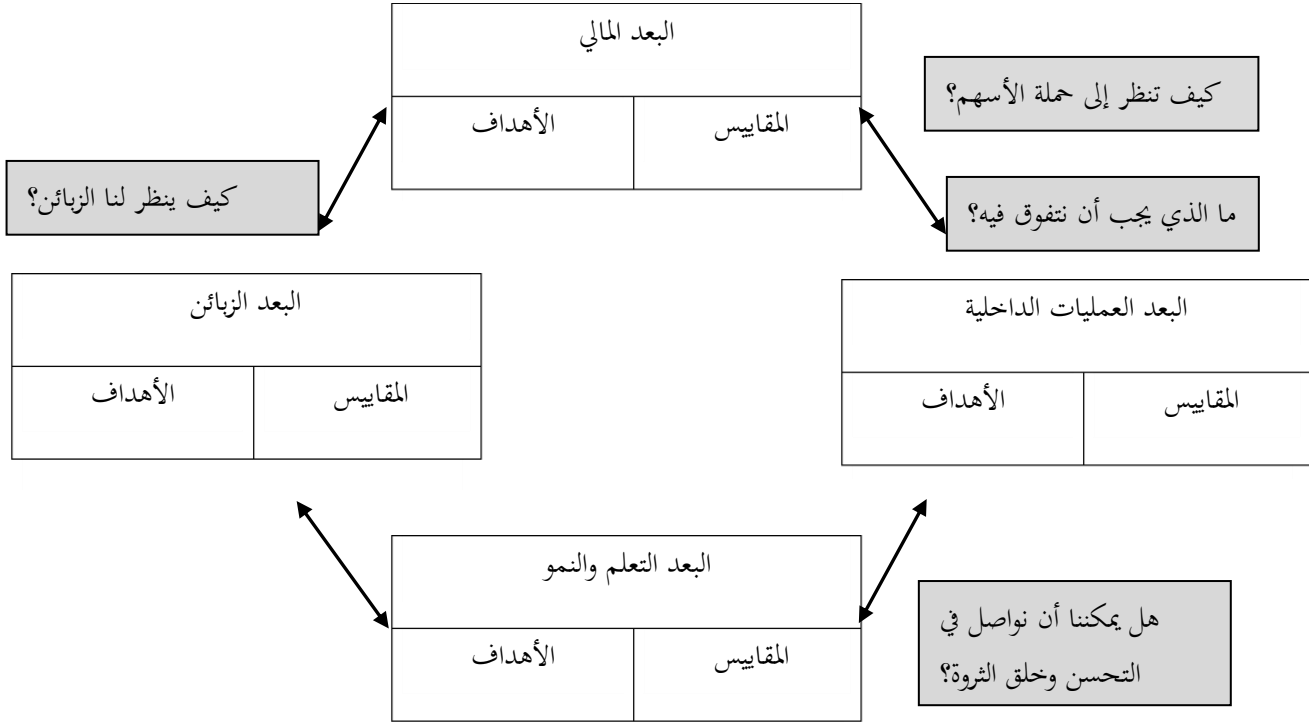 البعد المالي
كيف تنظر إلى حملة الأسهم؟
المقاييس
الأهداف
كيف ينظر لنا الزبائن؟
ما الذي يجب أن نتفوق فيه؟
البعد العمليات الداخلية
المقاييس
الأهداف
البعد الزبائن
المقاييس
الأهداف
البعد التعلم والنمو
المقاييس
الأهداف
هل يمكننا أن نواصل في
التحسن وخلق الثروة؟